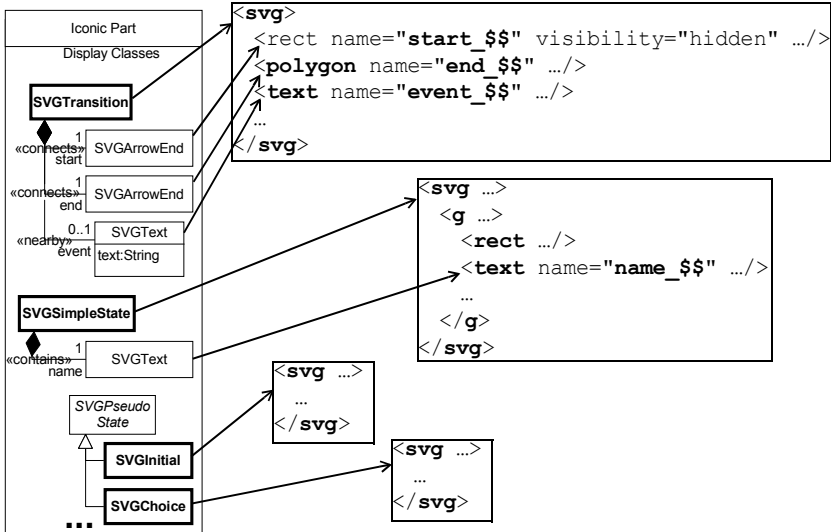 Iconic Part
Display Classes
SVGTransition
«connects»
1
start
SVGArrowEnd
«connects»
1
end
SVGArrowEnd
«nearby»
0..1
event
SVGText
text:String
SVGSimpleState
«contains»
1
name
SVGText
SVGPseudo
State
SVGInitial
SVGChoice
...
<svg>
<rect name="start_$$" visibility="hidden" …/>
<polygon name="end_$$" …/>
<text name="event_$$" …/>
…
</svg>
<svg …>
<g …>
<rect …/>
<text name="name_$$" …/>
…
</g>
</svg>
<svg …>
…
</svg>
<svg …>
…
</svg>